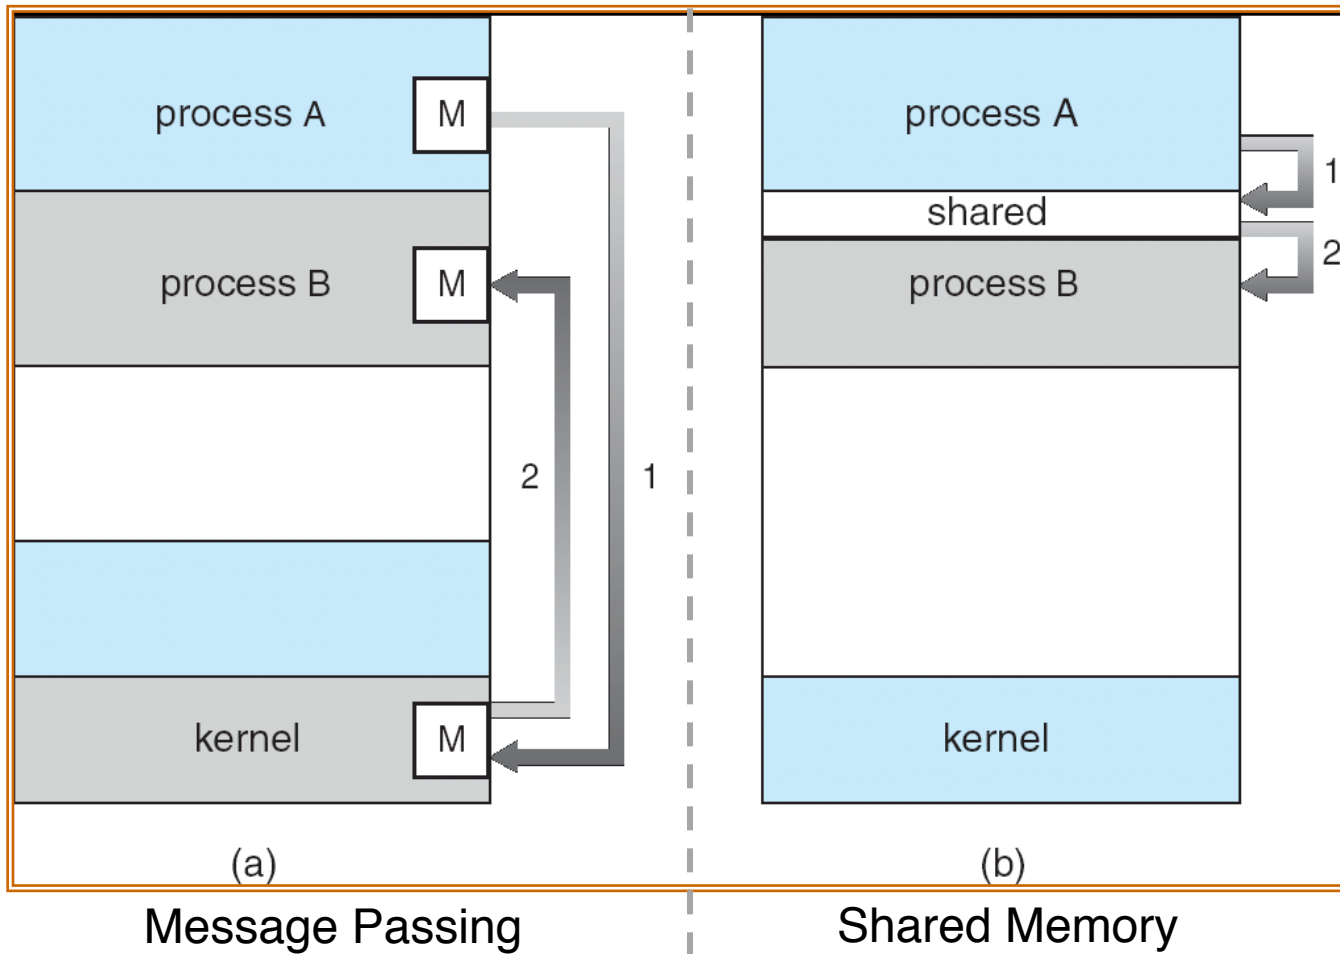 process A
M
process B
M
2
1
kernel
M
(a)
Message Passing
process A
1
shared
2
process B
kernel
(b)
Shared Memory